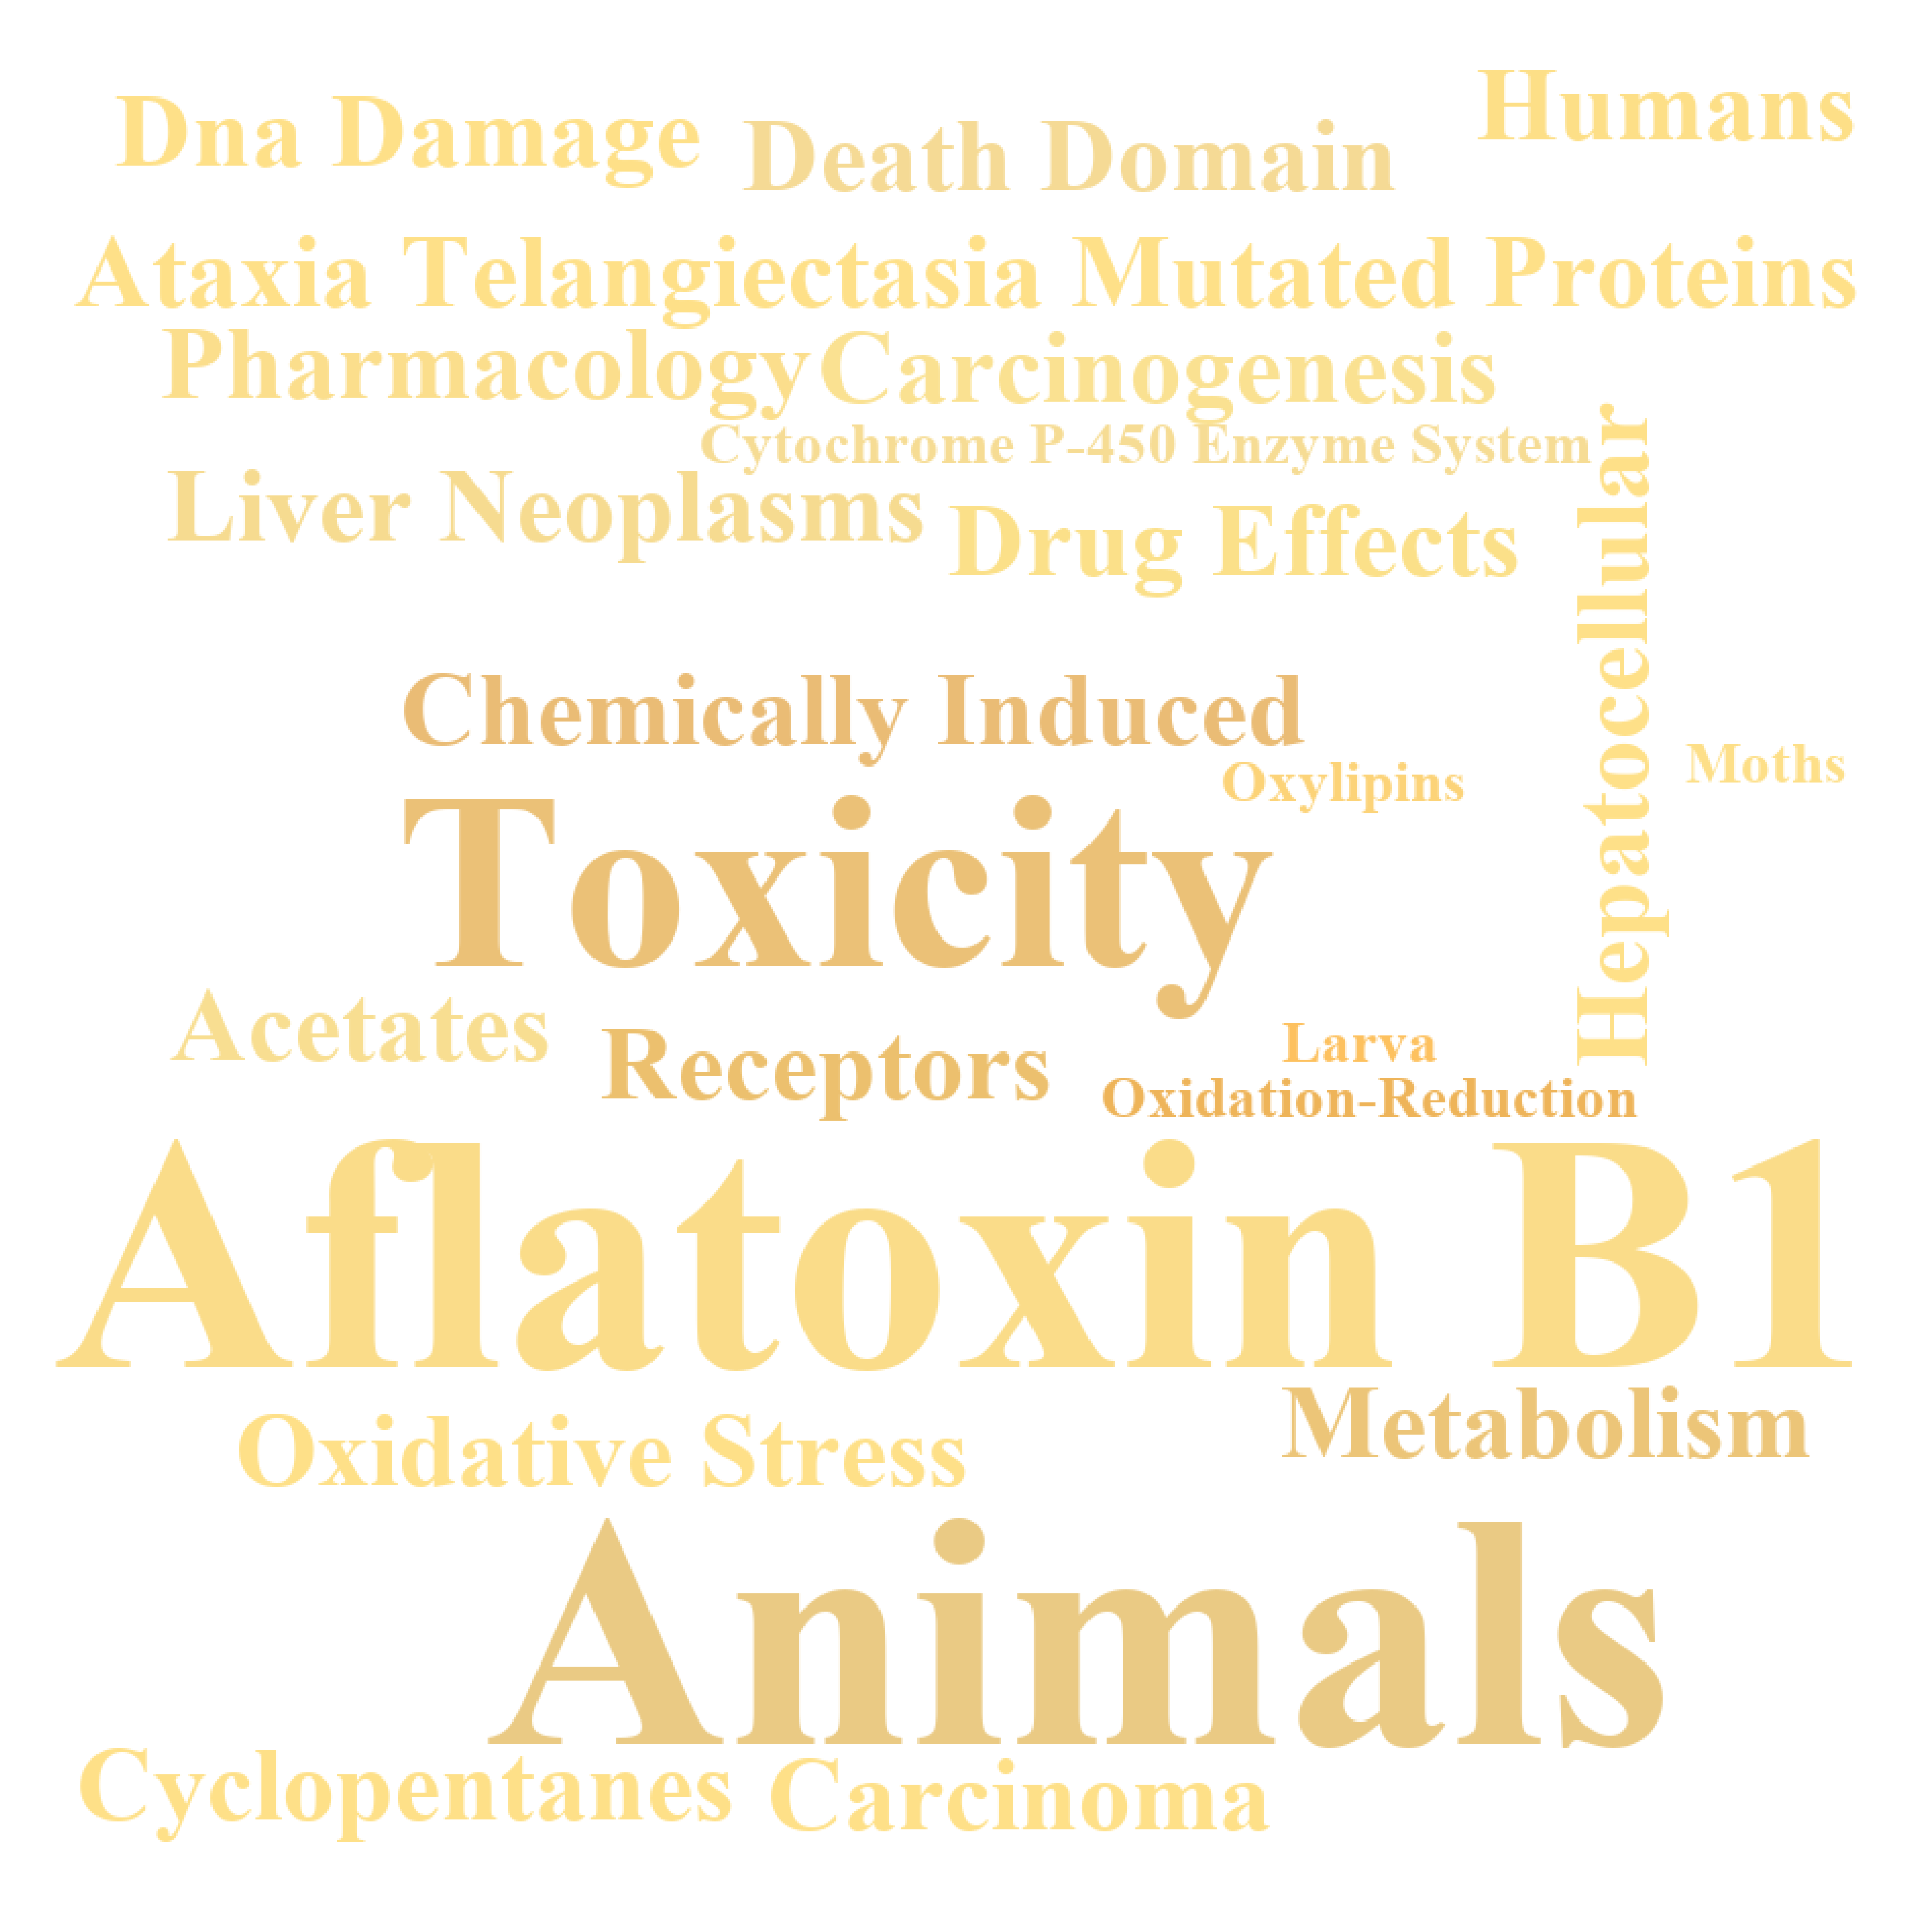 Humans
Dna Damage
Death Domain
Ataxia Telangiectasia Mutated Proteins
Pharmacology
Carcinogenesis
Cytochrome P-450 Enzyme System
Liver Neoplasms
Drug Effects
Hepatocellular
Chemically Induced
Moths
Oxylipins
Toxicity
Acetates
Receptors
Larva
Oxidation-Reduction
Aflatoxin B1
Metabolism
Oxidative Stress
Animals
Cyclopentanes
Carcinoma